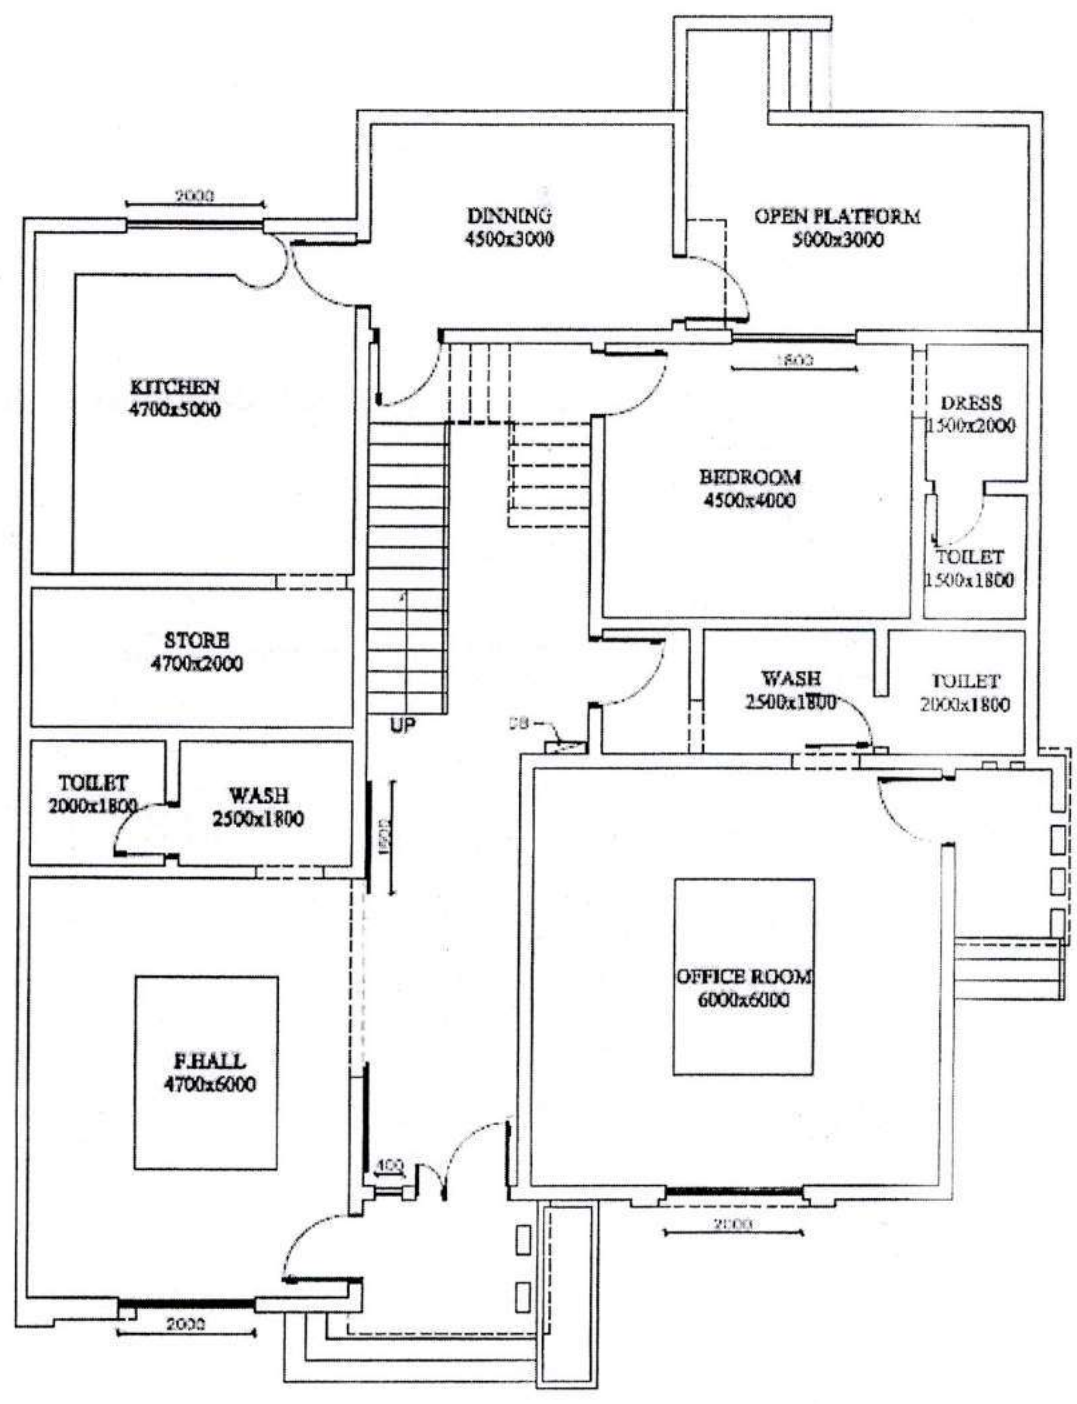 2000
DINNING
4500x3000
OPEN PLATFORM
5000x3000
1800
KITCHEN
4700x5000
DRESS
1500x2000
BEDROOM
4500x4000
TOILET
1500x1800
STORE
4700x2000
WASH
2500x1800
TOILET
2000x1800
UP
DB
TOILET
2000x1800
WASH
2500x1800
OFFICE ROOM
6000x6000
F.HALL
4700x6000
400
2000
2000